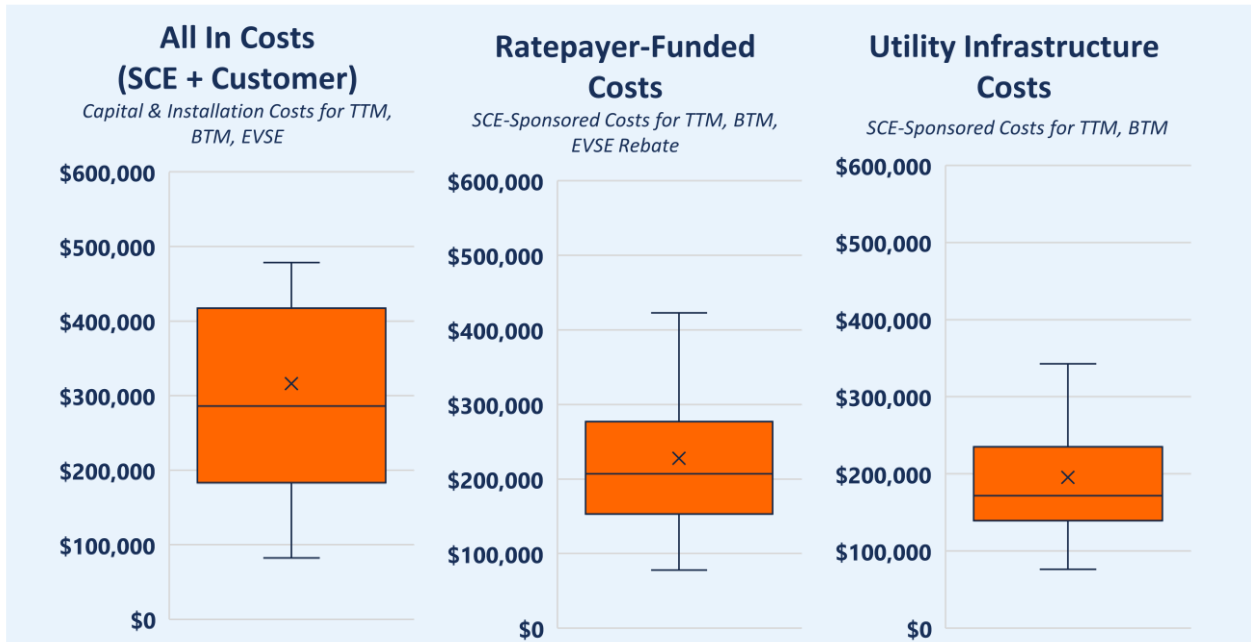 All In Costs
(SCE + Customer)
Capital & Installation Costs for TTM,
BTM, EVSE
$600,000
$500,000
$400,000
$300,000
$200,000
$100,000
$0
Ratepayer-Funded
Costs
SCE-Sponsored Costs for TTM, BTM,
EVSE Rebate
$600,000
$500,000
$400,000
$300,000
$200,000
$100,000
$0
Utility Infrastructure
Costs
SCE-Sponsored Costs for TTM, BTM
$600,000
$500,000
$400,000
$300,000
$200,000
$100,000
$0